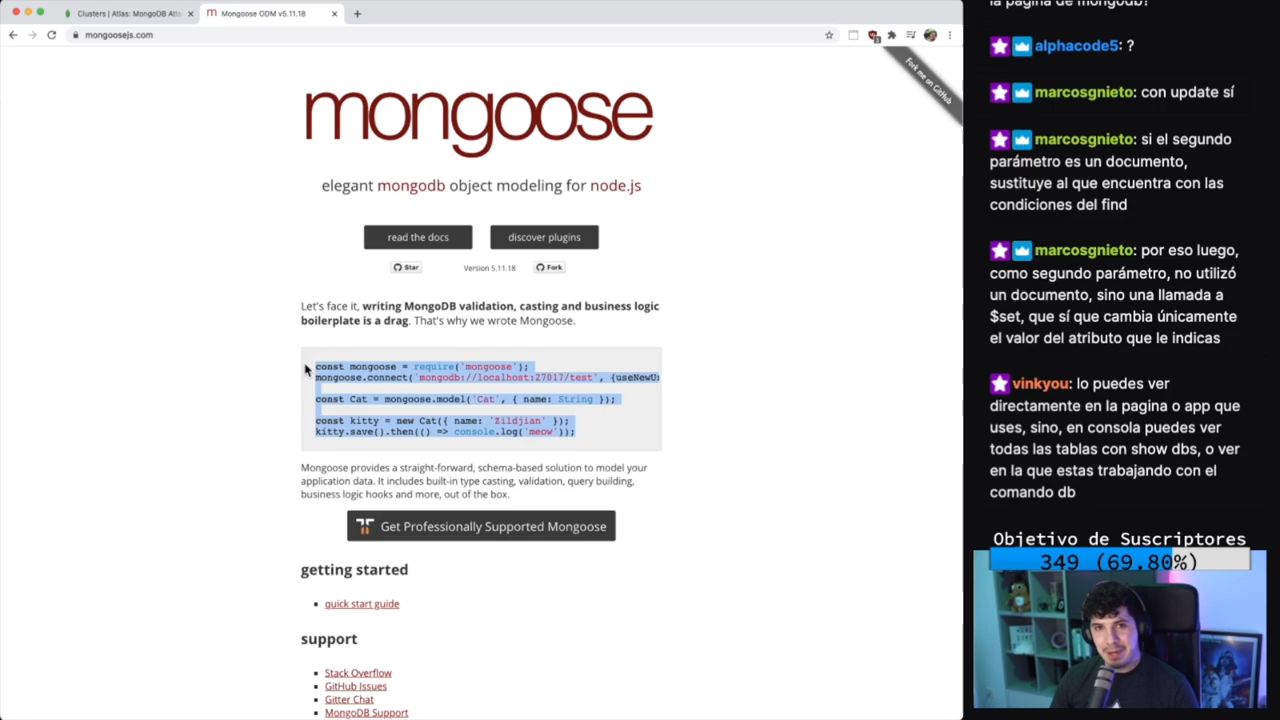 Clusters | Atlas: MongoDB Atl
Mongoose ODM v5.11.18
mongoosejs.com
Fork me on GitHub
mongoose
elegant mongodb object modeling for node.js
read the docs
discover plugins
Star
Version 5.11.18
Fork
Let's face it, writing MongoDB validation, casting and business logic
boilerplate is a drag. That's why we wrote Mongoose.
const mongoose = require('mongoose');
mongoose.connect('mongodb://localhost:27017/test', {useNewU
const Cat = mongoose.model('Cat', { name: String });
const kitty = new Cat({ name: 'Zildjian' });
kitty.save().then(() => console.log('meow'));
Mongoose provides a straight-forward, schema-based solution to model your
application data. It includes built-in type casting, validation, query building,
business logic hooks and more, out of the box.
Get Professionally Supported Mongoose
getting started
quick start guide
support
Stack Overflow
GitHub Issues
Gitter Chat
MongoDB Support
la pagina de mongodb?
alphacode5: ?
marcosgnieto: con update sí
marcosgnieto: si el segundo
parámetro es un documento,
sustituye al que encuentra con las
condiciones del find
marcosgnieto: por eso luego,
como segundo parámetro, no utilizó
un documento, sino una llamada a
$set, que sí que cambia únicamente
el valor del atributo que le indicas
vinkyou: lo puedes ver
directamente en la pagina o app que
uses, sino, en consola puedes ver
todas las tablas con show dbs, o ver
en la que estas trabajando con el
comando db
Objetivo de Suscriptores
349 (69.80%)